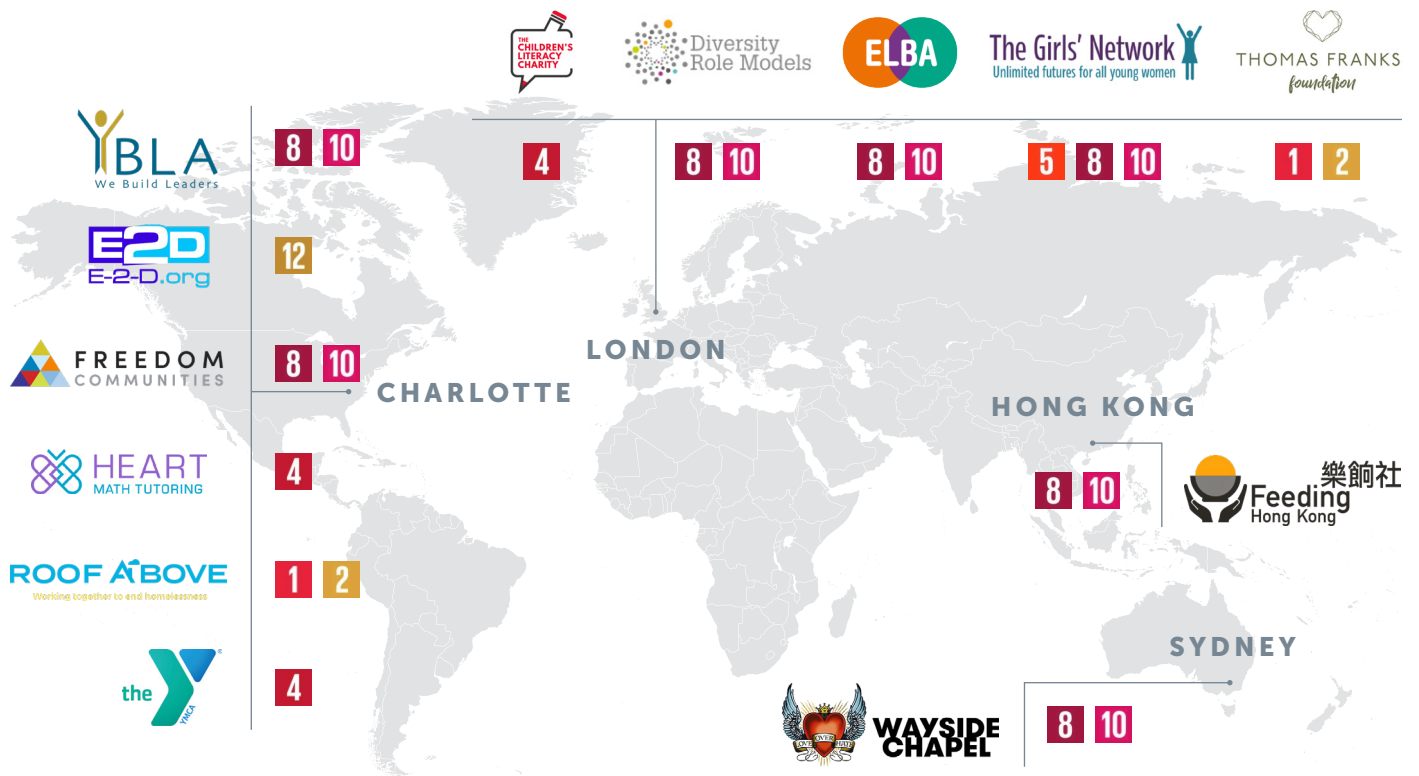 THE
CHILDREN'S
LITERACY
CHARITY
Diversity
Role Models
ELBA
The Girls' Network
Unlimited futures for all young women
THOMAS FRANKS
foundation
4
8 10
8 10
5 8 10
1 2
YBLA
We Build Leaders
8 10
E2D
E-2-D.org
12
FREEDOM
COMMUNITIES
8 10
HEART
MATH TUTORING
4
ROOF ABOVE
Working together to end homelessness
1 2
the Y
YMCA
4
LONDON
CHARLOTTE
HONG KONG
8 10
樂餉社
Feeding
Hong Kong
SYDNEY
8 10
LOVE OVER HATE
WAYSIDE
CHAPEL